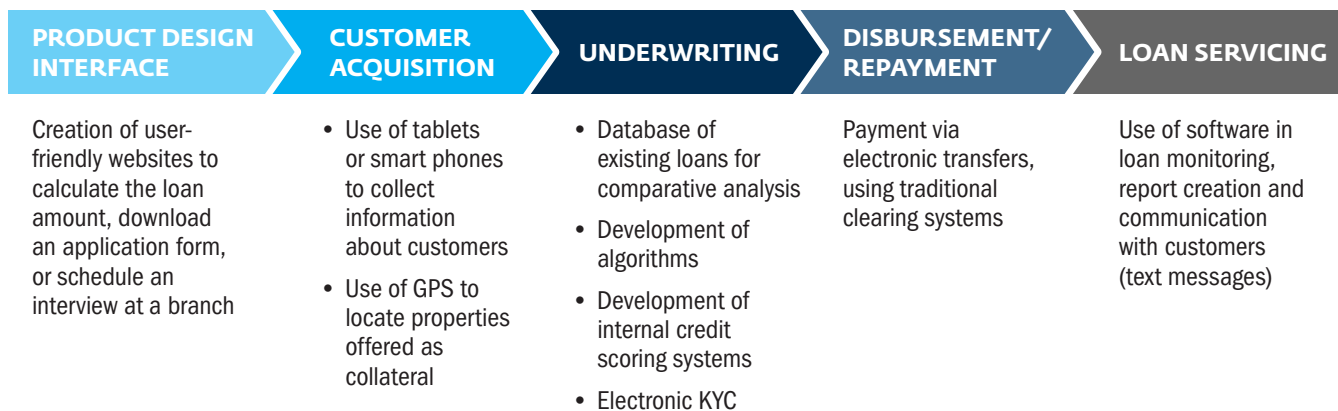 PRODUCT DESIGN
INTERFACE
CUSTOMER
ACQUISITION
UNDERWRITING
DISBURSEMENT/
REPAYMENT
LOAN SERVICING
Creation of user-
friendly websites to
calculate the loan
amount, download
an application form,
or schedule an
interview at a branch
• Use of tablets
or smart phones
to collect
information
about customers
• Use of GPS to
locate properties
offered as
collateral
• Database of
existing loans for
comparative analysis
• Development of
algorithms
• Development of
internal credit
scoring systems
• Electronic KYC
Payment via
electronic transfers,
using traditional
clearing systems
Use of software in
loan monitoring,
report creation and
communication
with customers
(text messages)